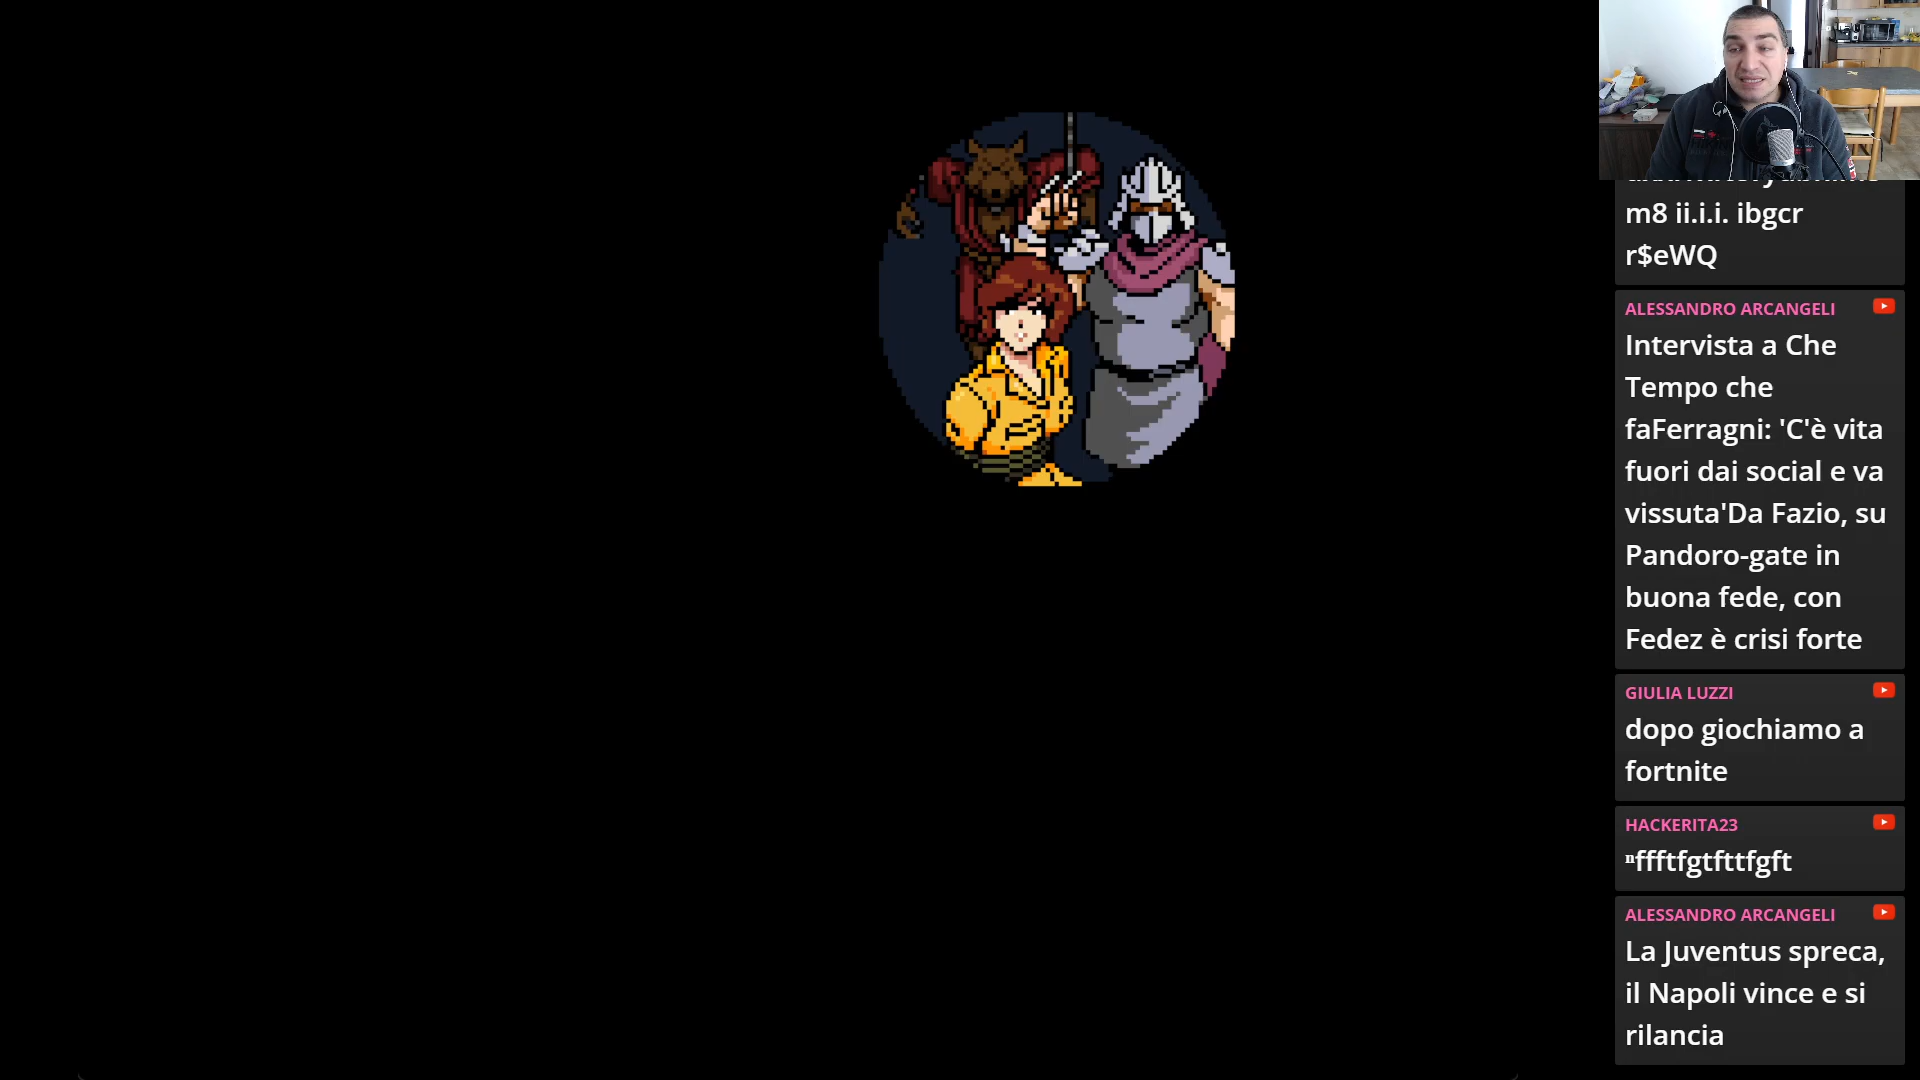 m8 ii.i.i. ibgcr
r$eWQ
ALESSANDRO ARCANGELI
Intervista a Che
Tempo che
faFerragni: 'C'è vita
fuori dai social e va
vissuta'Da Fazio, su
Pandoro-gate in
buona fede, con
Fedez è crisi forte
GIULIA LUZZI
dopo giochiamo a
fortnite
HACKERITA23
ⁿffftfgtfttfgft
ALESSANDRO ARCANGELI
La Juventus spreca,
il Napoli vince e si
rilancia